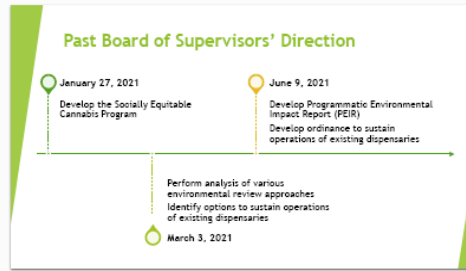 Past Board of Supervisors' Direction
January 27, 2021
Develop the Socially Equitable
Cannabis Program
June 9, 2021
Develop Programmatic Environmental
Impact Report (PEIR)
Develop ordinance to sustain
operations of existing dispensaries
Perform analysis of various
environmental review approaches
Identify options to sustain operations
of existing dispensaries
March 3, 2021